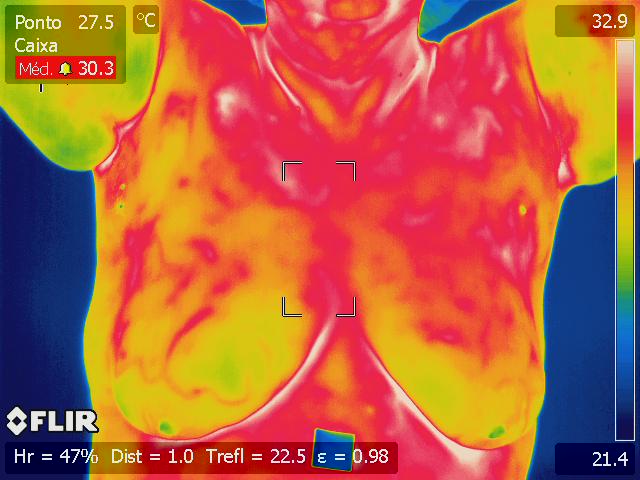 Ponto 27.5 °C
Caixa
Méd. 30.3
32.9
FLIR
Hr = 47% Dist = 1.0 Trefl = 22.5 ε = 0.98
21.4